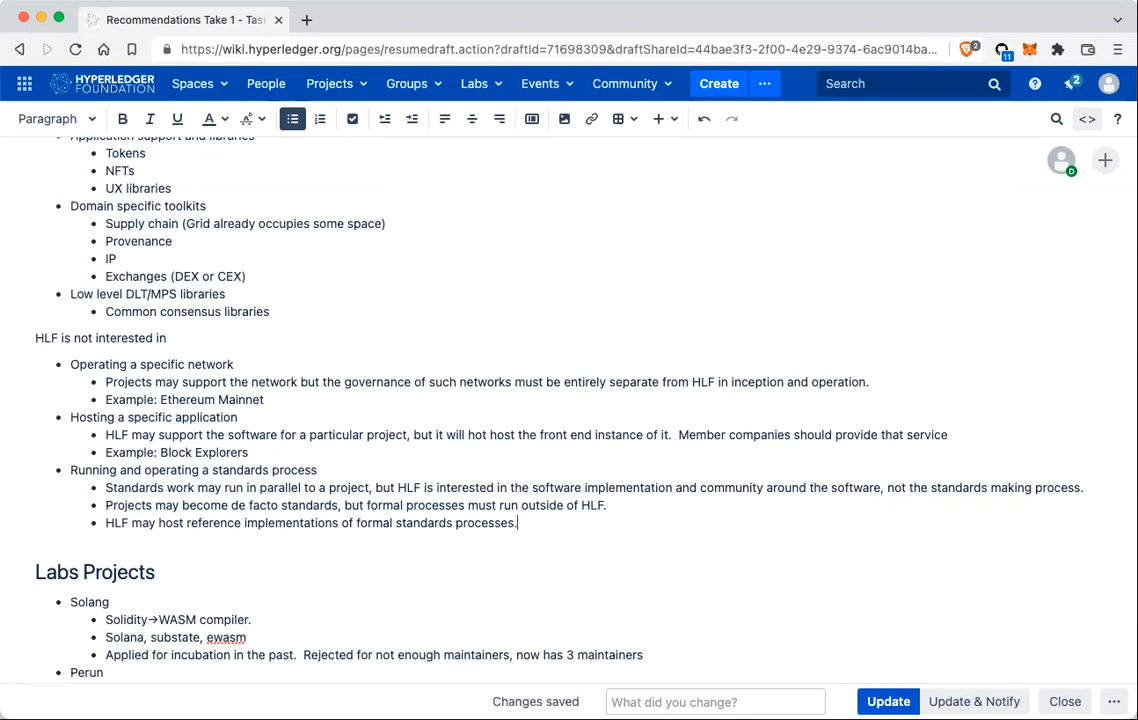 Recommendations Take 1 - Task
https://wiki.hyperledger.org/pages/resumedraft.action?draftId=71698309&draftShareId=44bae3f3-2f00-4e29-9374-6ac9014ba...
2
11
HYPERLEDGER FOUNDATION Spaces People Projects Groups Labs Events Community Create ... Search ? 2
Paragraph B I U A <> ?
Application support and libraries
Tokens
NFTs
UX libraries
D
Domain specific toolkits
Supply chain (Grid already occupies some space)
Provenance
IP
Exchanges (DEX or CEX)
Low level DLT/MPS libraries
Common consensus libraries
HLF is not interested in
Operating a specific network
Projects may support the network but the governance of such networks must be entirely separate from HLF in inception and operation.
Example: Ethereum Mainnet
Hosting a specific application
HLF may support the software for a particular project, but it will hot host the front end instance of it.  Member companies should provide that service
Example: Block Explorers
Running and operating a standards process
Standards work may run in parallel to a project, but HLF is interested in the software implementation and community around the software, not the standards making process.
Projects may become de facto standards, but formal processes must run outside of HLF.
HLF may host reference implementations of formal standards processes.
Labs Projects
Solang
Solidity→WASM compiler.
Solana, substate, ewasm
Applied for incubation in the past.  Rejected for not enough maintainers, now has 3 maintainers
Perun
Changes saved What did you change? Update Update & Notify Close ...